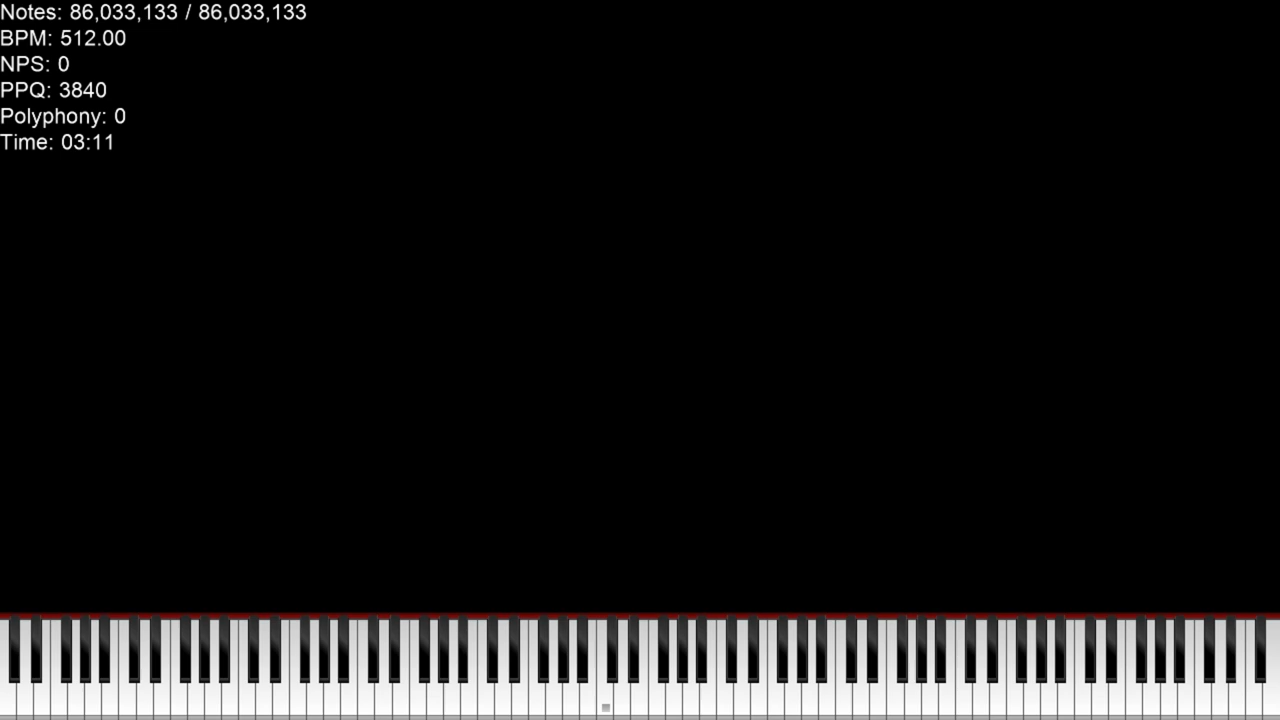 Notes: 86,033,133 / 86,033,133
BPM: 512.00
NPS: 0
PPQ: 3840
Polyphony: 0
Time: 03:11